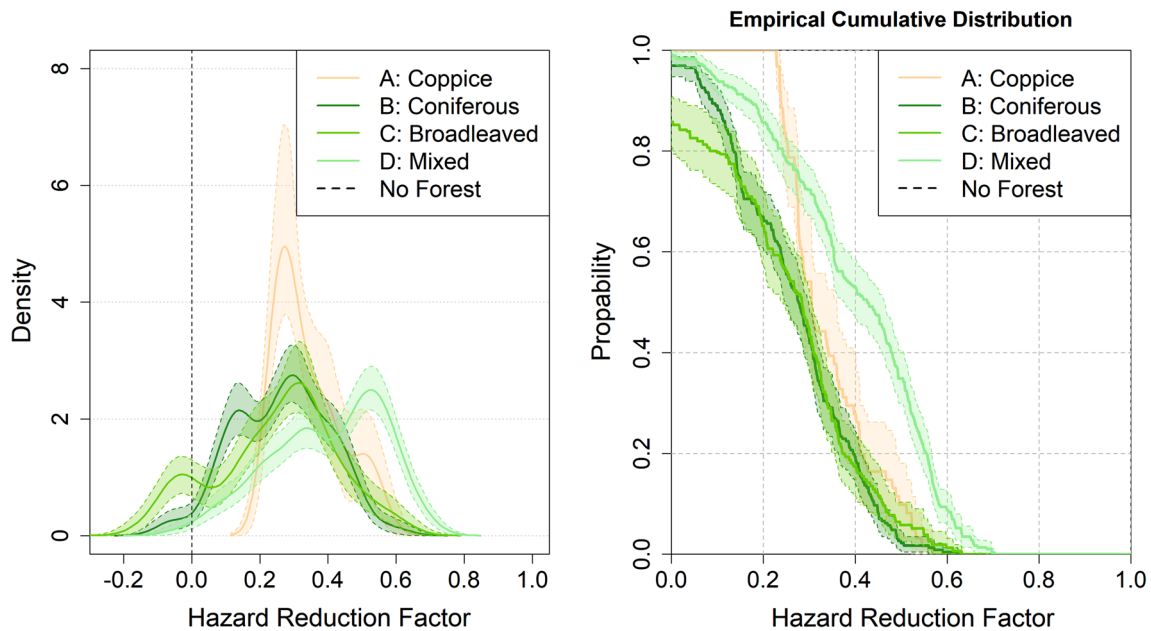 Density
8
6
4
2
0
-0.2 0.0 0.2 0.4 0.6 0.8 1.0
Hazard Reduction Factor
A: Coppice
B: Coniferous
C: Broadleaved
D: Mixed
No Forest
Empirical Cumulative Distribution
Propability
1.0
0.8
0.6
0.4
0.2
0.0
0.0 0.2 0.4 0.6 0.8 1.0
Hazard Reduction Factor
A: Coppice
B: Coniferous
C: Broadleaved
D: Mixed
No Forest